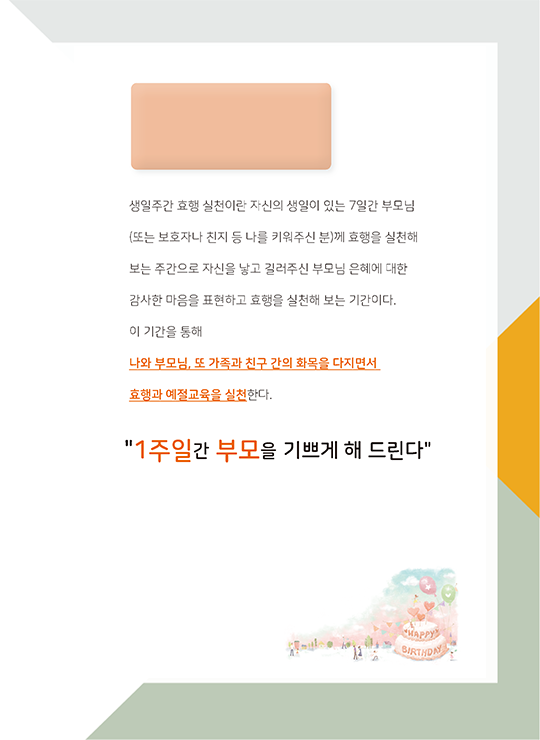 생일주간 효행 실천이란 자신의 생일이 있는 7일간 부모님
(또는 보호자나 친지 등 나를 키워주신 분)께 효행을 실천해
보는 주간으로 자신을 낳고 길러주신 부모님 은혜에 대한
감사한 마음을 표현하고 효행을 실천해 보는 기간이다.
이 기간을 통해
나와 부모님, 또 가족과 친구 간의 화목을 다지면서
효행과 예절교육을 실천한다.
"1주일간 부모을 기쁘게 해 드린다"
HAPPY
BIRTHDAY